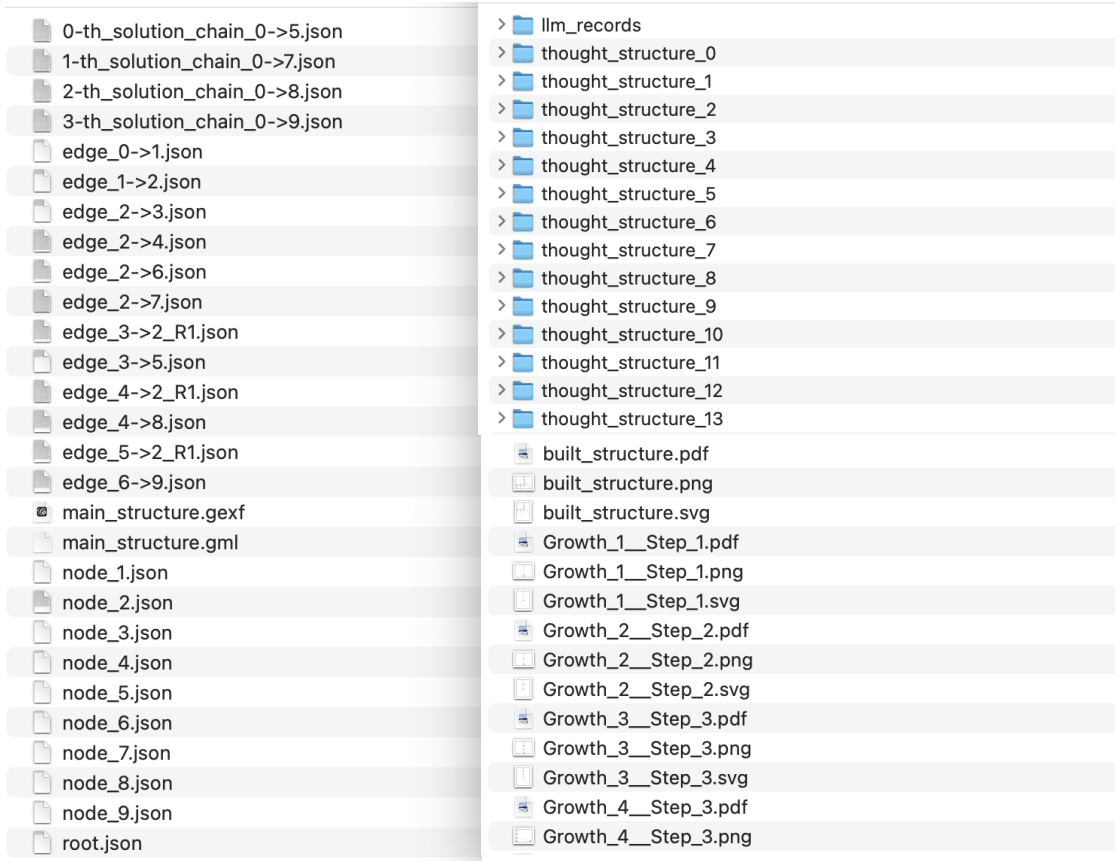 0-th_solution_chain_0->5.json
1-th_solution_chain_0->7.json
2-th_solution_chain_0->8.json
3-th_solution_chain_0->9.json
edge_0->1.json
edge_1->2.json
edge_2->3.json
edge_2->4.json
edge_2->6.json
edge_2->7.json
edge_3->2_R1.json
edge_3->5.json
edge_4->2_R1.json
edge_4->8.json
edge_5->2_R1.json
edge_6->9.json
main_structure.gexf
main_structure.gml
node_1.json
node_2.json
node_3.json
node_4.json
node_5.json
node_6.json
node_7.json
node_8.json
node_9.json
root.json
llm_records
thought_structure_0
thought_structure_1
thought_structure_2
thought_structure_3
thought_structure_4
thought_structure_5
thought_structure_6
thought_structure_7
thought_structure_8
thought_structure_9
thought_structure_10
thought_structure_11
thought_structure_12
thought_structure_13
built_structure.pdf
built_structure.png
built_structure.svg
Growth_1__Step_1.pdf
Growth_1__Step_1.png
Growth_1__Step_1.svg
Growth_2__Step_2.pdf
Growth_2__Step_2.png
Growth_2__Step_2.svg
Growth_3__Step_3.pdf
Growth_3__Step_3.png
Growth_3__Step_3.svg
Growth_4__Step_3.pdf
Growth_4__Step_3.png